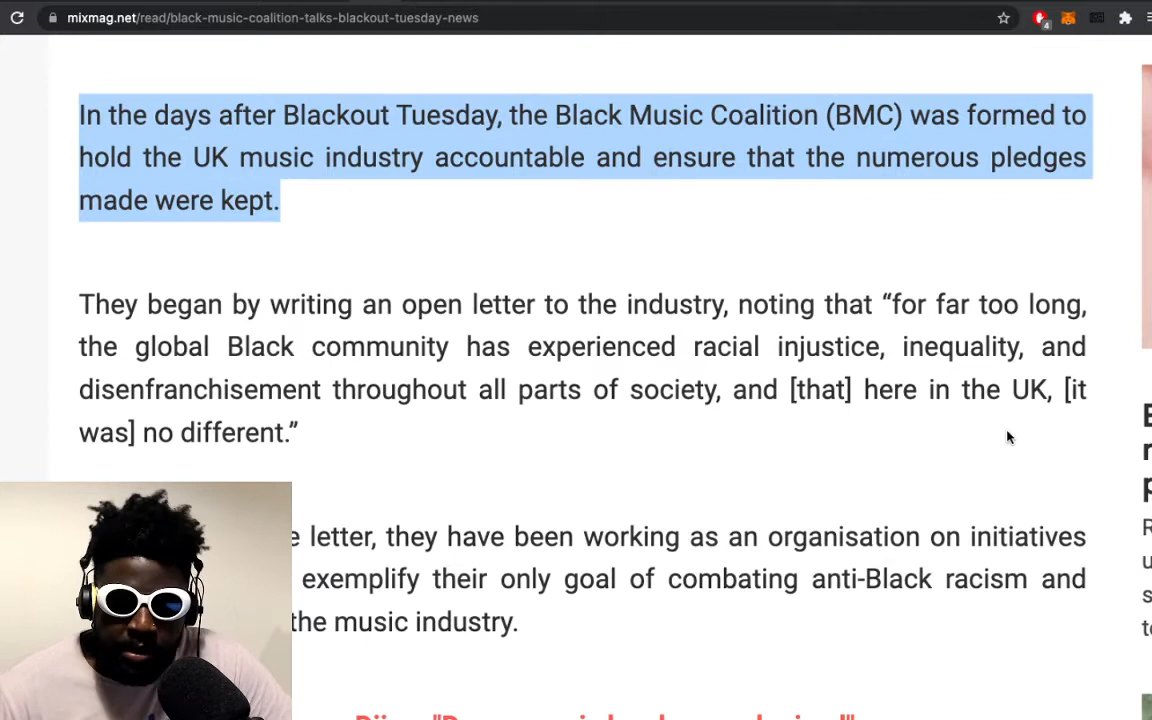 mixmag.net/read/black-music-coalition-talks-blackout-tuesday-news
4
In the days after Blackout Tuesday, the Black Music Coalition (BMC) was formed to
hold the UK music industry accountable and ensure that the numerous pledges
made were kept.
They began by writing an open letter to the industry, noting that “for far too long,
the global Black community has experienced racial injustice, inequality, and
disenfranchisement throughout all parts of society, and [that] here in the UK, [it
was] no different.”
letter, they have been working as an organisation on initiatives
exemplify their only goal of combating anti-Black racism and
the music industry.